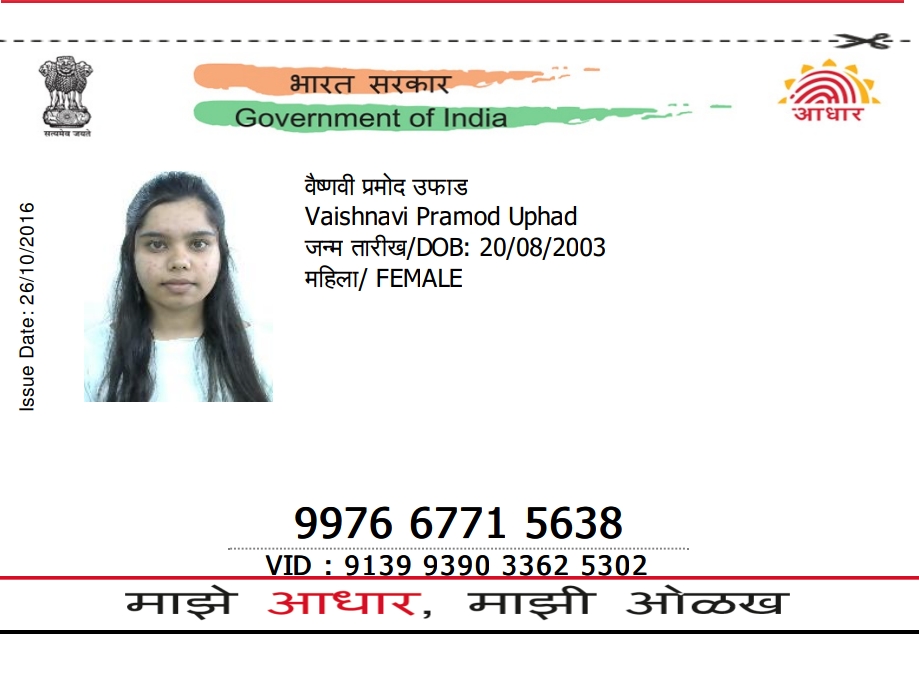 भारत सरकार
Government of India
सत्यमेव जयते
आधार
Issue Date: 26/10/2016
वैष्णवी प्रमोद उफाड
Vaishnavi Pramod Uphad
जन्म तारीख/DOB: 20/08/2003
महिला/ FEMALE
9976 6771 5638
VID : 9139 9390 3362 5302
माझे आधार, माझी ओळख